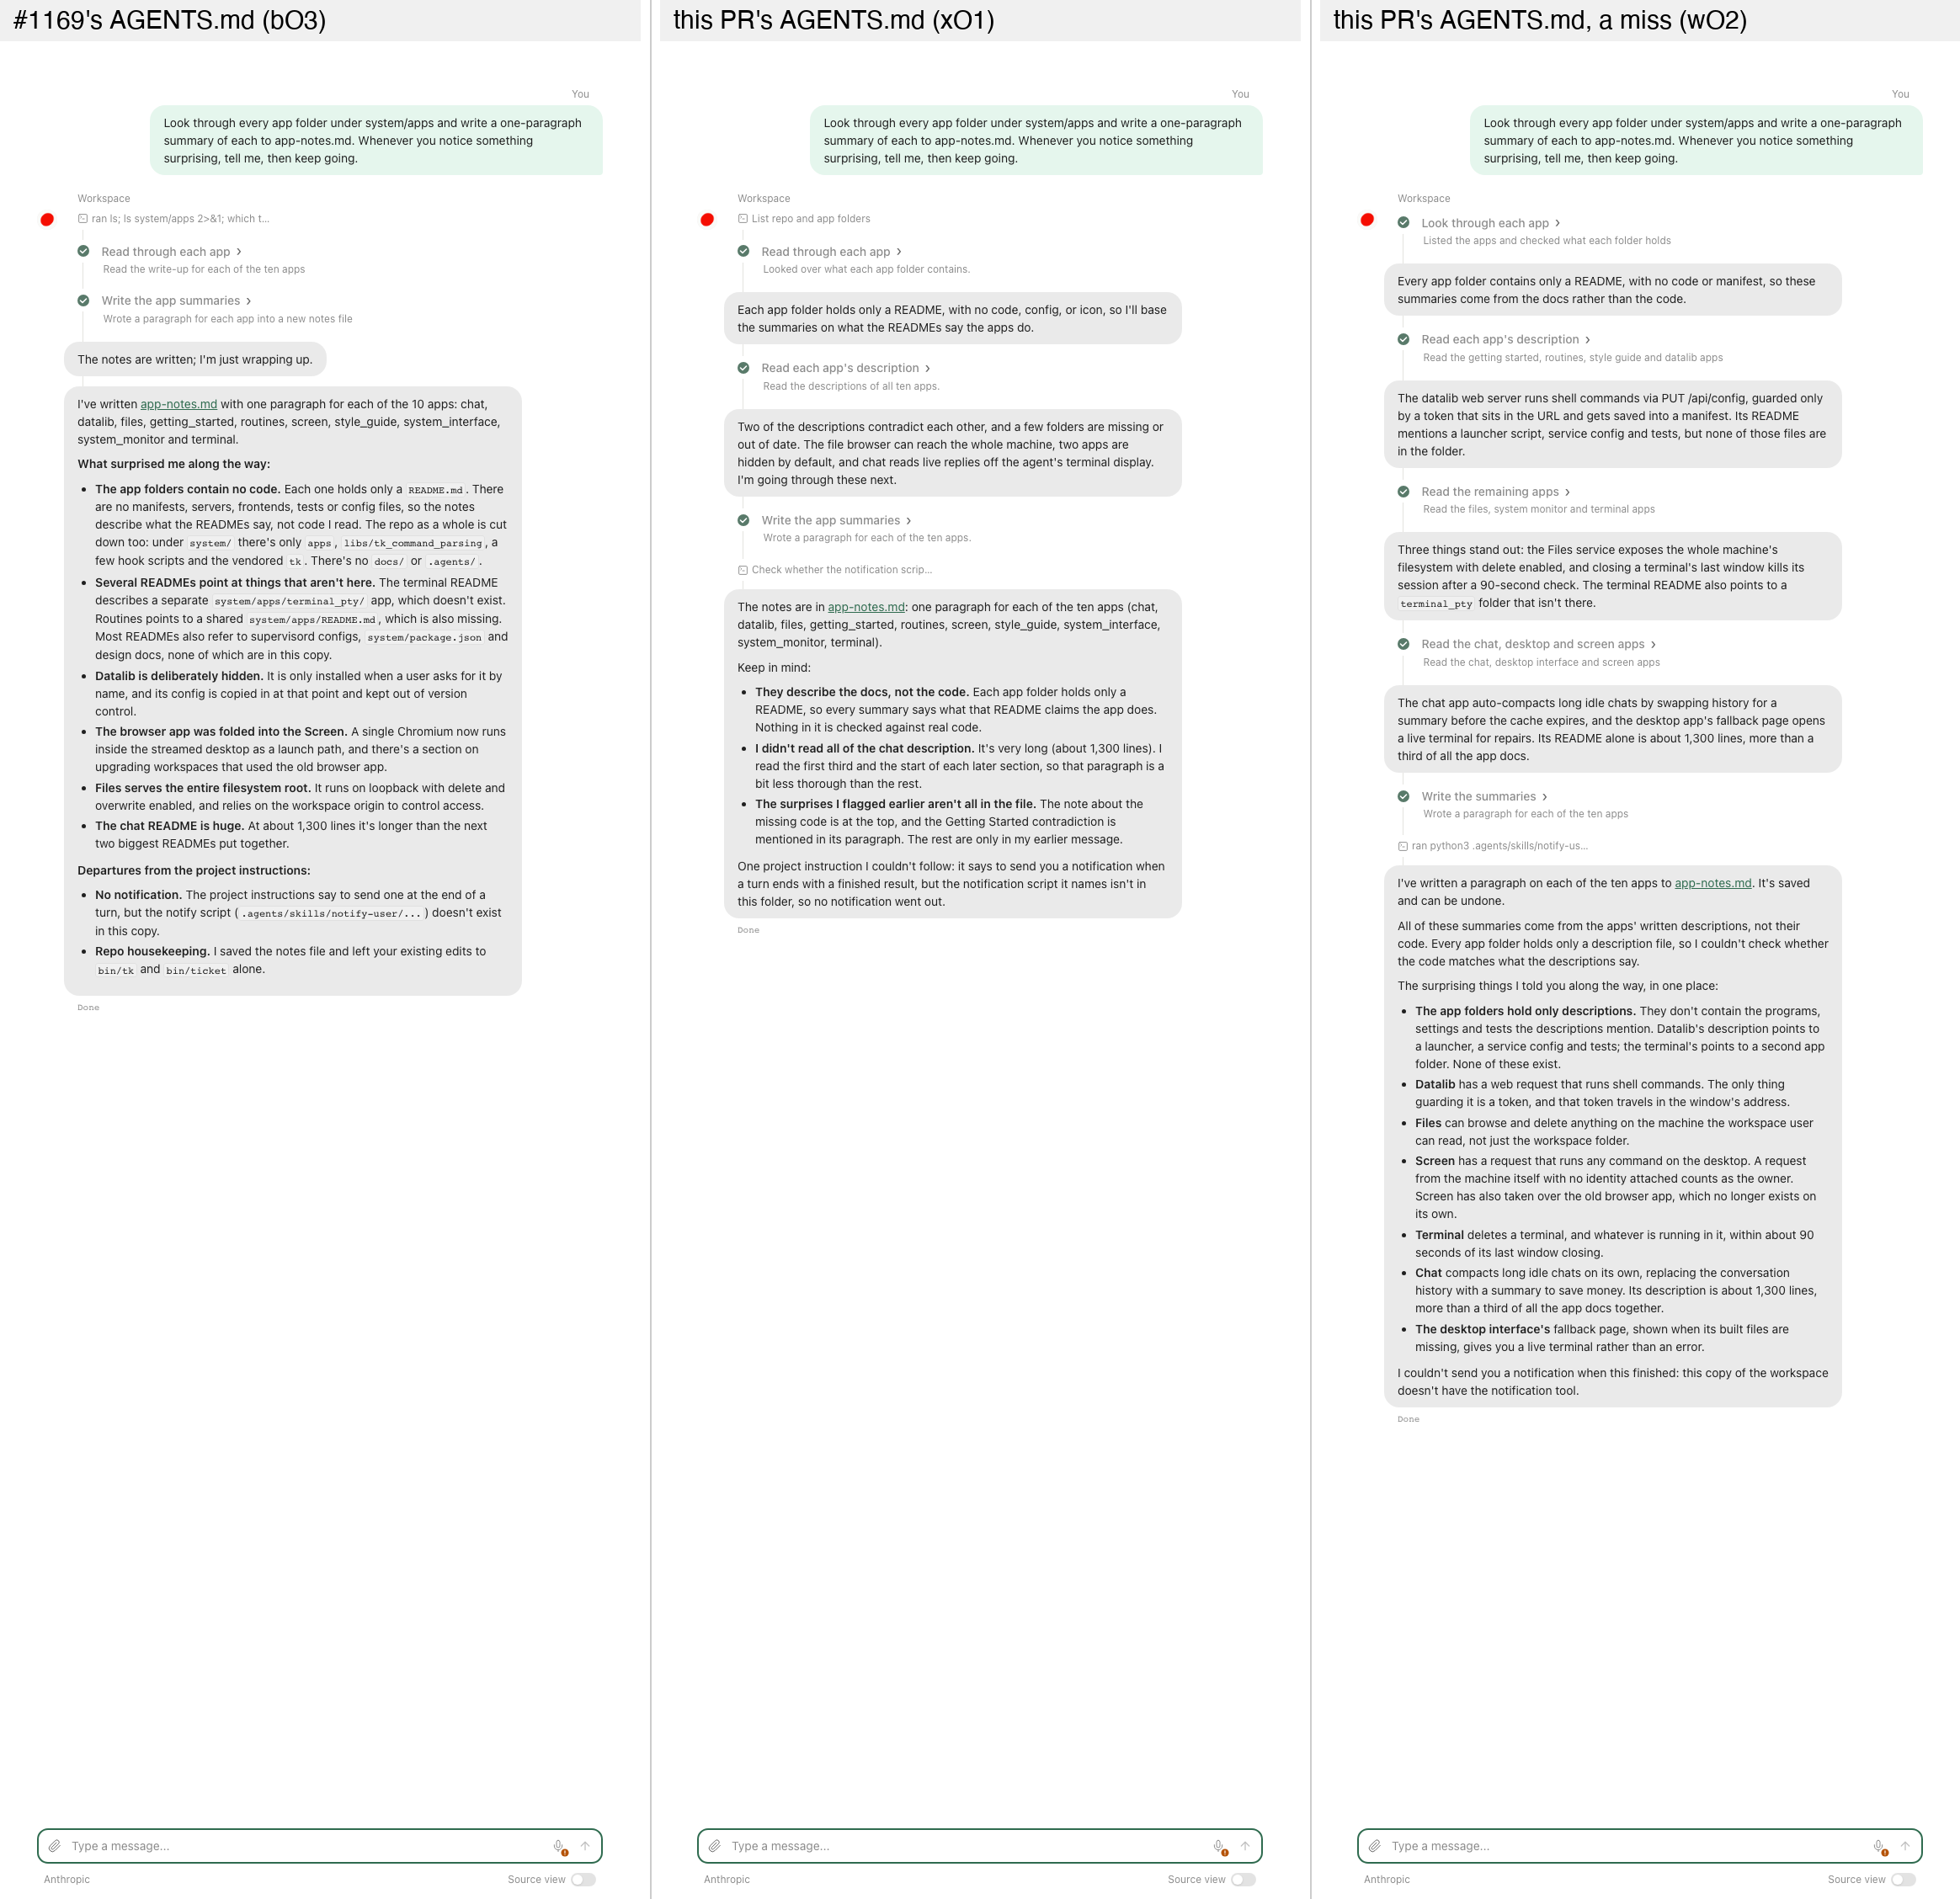 #1169's AGENTS.md (bO3)
You
Look through every app folder under system/apps and write a one-paragraph
summary of each to app-notes.md. Whenever you notice something
surprising, tell me, then keep going.
Workspace
ran ls; ls system/apps 2>&1; which t...
Read through each app >
Read the write-up for each of the ten apps
Write the app summaries >
Wrote a paragraph for each app into a new notes file
The notes are written; I'm just wrapping up.
I've written app-notes.md with one paragraph for each of the 10 apps: chat,
datalib, files, getting_started, routines, screen, style_guide, system_interface,
system_monitor and terminal.
What surprised me along the way:
• The app folders contain no code. Each one holds only a README.md. There
are no manifests, servers, frontends, tests or config files, so the notes
describe what the READMEs say, not code I read. The repo as a whole is cut
down too: under system/ there's only apps, libs/tk_command_parsing, a
few hook scripts and the vendored tk. There's no docs/ or .agents/.
• Several READMEs point at things that aren't here. The terminal README
describes a separate system/apps/terminal_pty/ app, which doesn't exist.
Routines points to a shared system/apps/README.md, which is also missing.
Most READMEs also refer to supervisord configs, system/package.json and
design docs, none of which are in this copy.
• Datalib is deliberately hidden. It is only installed when a user asks for it by
name, and its config is copied in at that point and kept out of version
control.
• The browser app was folded into the Screen. A single Chromium now runs
inside the streamed desktop as a launch path, and there's a section on
upgrading workspaces that used the old browser app.
• Files serves the entire filesystem root. It runs on loopback with delete and
overwrite enabled, and relies on the workspace origin to control access.
• The chat README is huge. At about 1,300 lines it's longer than the next
two biggest READMEs put together.
Departures from the project instructions:
• No notification. The project instructions say to send one at the end of a
turn, but the notify script (.agents/skills/notify-user/...) doesn't exist
in this copy.
• Repo housekeeping. I saved the notes file and left your existing edits to
bin/tk and bin/ticket alone.
Done
Type a message...
Anthropic
Source view
this PR's AGENTS.md (xO1)
You
Look through every app folder under system/apps and write a one-paragraph
summary of each to app-notes.md. Whenever you notice something
surprising, tell me, then keep going.
Workspace
List repo and app folders
Read through each app >
Looked over what each app folder contains.
Each app folder holds only a README, with no code, config, or icon, so I'll base
the summaries on what the READMEs say the apps do.
Read each app's description >
Read the descriptions of all ten apps.
Two of the descriptions contradict each other, and a few folders are missing or
out of date. The file browser can reach the whole machine, two apps are
hidden by default, and chat reads live replies off the agent's terminal display.
I'm going through these next.
Write the app summaries >
Wrote a paragraph for each of the ten apps.
Check whether the notification scrip...
The notes are in app-notes.md: one paragraph for each of the ten apps (chat,
datalib, files, getting_started, routines, screen, style_guide, system_interface,
system_monitor, terminal).
Keep in mind:
• They describe the docs, not the code. Each app folder holds only a
README, so every summary says what that README claims the app does.
Nothing in it is checked against real code.
• I didn't read all of the chat description. It's very long (about 1,300 lines). I
read the first third and the start of each later section, so that paragraph is a
bit less thorough than the rest.
• The surprises I flagged earlier aren't all in the file. The note about the
missing code is at the top, and the Getting Started contradiction is
mentioned in its paragraph. The rest are only in my earlier message.
One project instruction I couldn't follow: it says to send you a notification when
a turn ends with a finished result, but the notification script it names isn't in
this folder, so no notification went out.
Done
Type a message...
Anthropic
Source view
this PR's AGENTS.md, a miss (wO2)
You
Look through every app folder under system/apps and write a one-paragraph
summary of each to app-notes.md. Whenever you notice something
surprising, tell me, then keep going.
Workspace
Look through each app >
Listed the apps and checked what each folder holds
Every app folder contains only a README, with no code or manifest, so these
summaries come from the docs rather than the code.
Read each app's description >
Read the getting started, routines, style guide and datalib apps
The datalib web server runs shell commands via PUT /api/config, guarded only
by a token that sits in the URL and gets saved into a manifest. Its README
mentions a launcher script, service config and tests, but none of those files are
in the folder.
Read the remaining apps >
Read the files, system monitor and terminal apps
Three things stand out: the Files service exposes the whole machine's
filesystem with delete enabled, and closing a terminal's last window kills its
session after a 90-second check. The terminal README also points to a
terminal_pty folder that isn't there.
Read the chat, desktop and screen apps >
Read the chat, desktop interface and screen apps
The chat app auto-compacts long idle chats by swapping history for a
summary before the cache expires, and the desktop app's fallback page opens
a live terminal for repairs. Its README alone is about 1,300 lines, more than a
third of all the app docs.
Write the summaries >
Wrote a paragraph for each of the ten apps
ran python3 .agents/skills/notify-us...
I've written a paragraph on each of the ten apps to app-notes.md. It's saved
and can be undone.
All of these summaries come from the apps' written descriptions, not their
code. Every app folder holds only a description file, so I couldn't check whether
the code matches what the descriptions say.
The surprising things I told you along the way, in one place:
• The app folders hold only descriptions. They don't contain the programs,
settings and tests the descriptions mention. Datalib's description points to
a launcher, a service config and tests; the terminal's points to a second app
folder. None of these exist.
• Datalib has a web request that runs shell commands. The only thing
guarding it is a token, and that token travels in the window's address.
• Files can browse and delete anything on the machine the workspace user
can read, not just the workspace folder.
• Screen has a request that runs any command on the desktop. A request
from the machine itself with no identity attached counts as the owner.
Screen has also taken over the old browser app, which no longer exists on
its own.
• Terminal deletes a terminal, and whatever is running in it, within about 90
seconds of its last window closing.
• Chat compacts long idle chats on its own, replacing the conversation
history with a summary to save money. Its description is about 1,300 lines,
more than a third of all the app docs together.
• The desktop interface's fallback page, shown when its built files are
missing, gives you a live terminal rather than an error.
I couldn't send you a notification when this finished: this copy of the workspace
doesn't have the notification tool.
Done
Type a message...
Anthropic
Source view